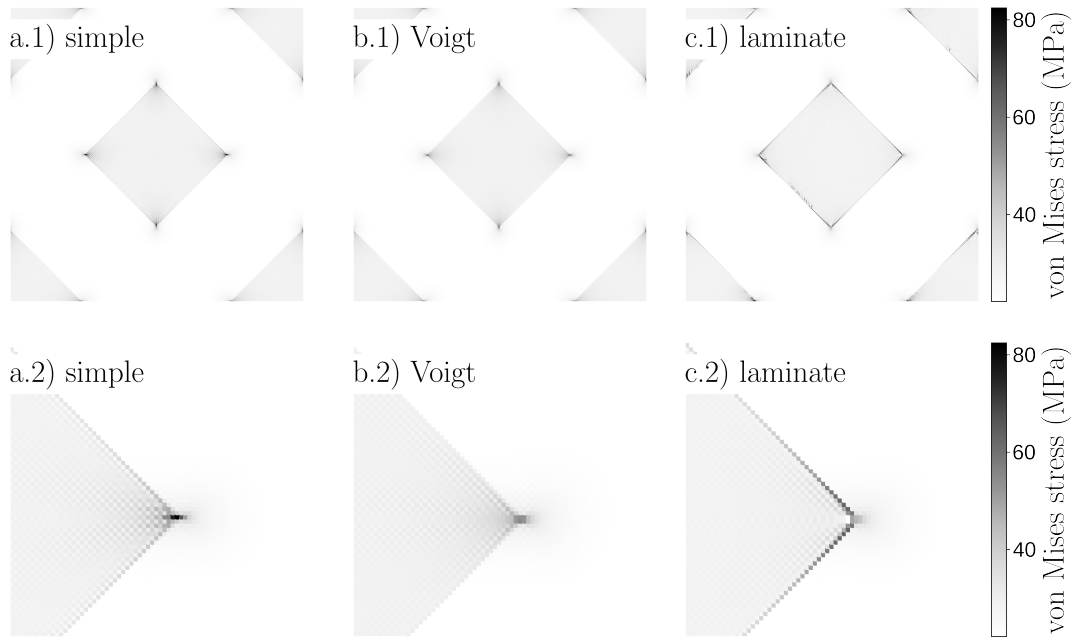 a.1) simple
b.1) Voigt
c.1) laminate
80
60
40
von Mises stress (MPa)
a.2) simple
b.2) Voigt
c.2) laminate
80
60
40
von Mises stress (MPa)